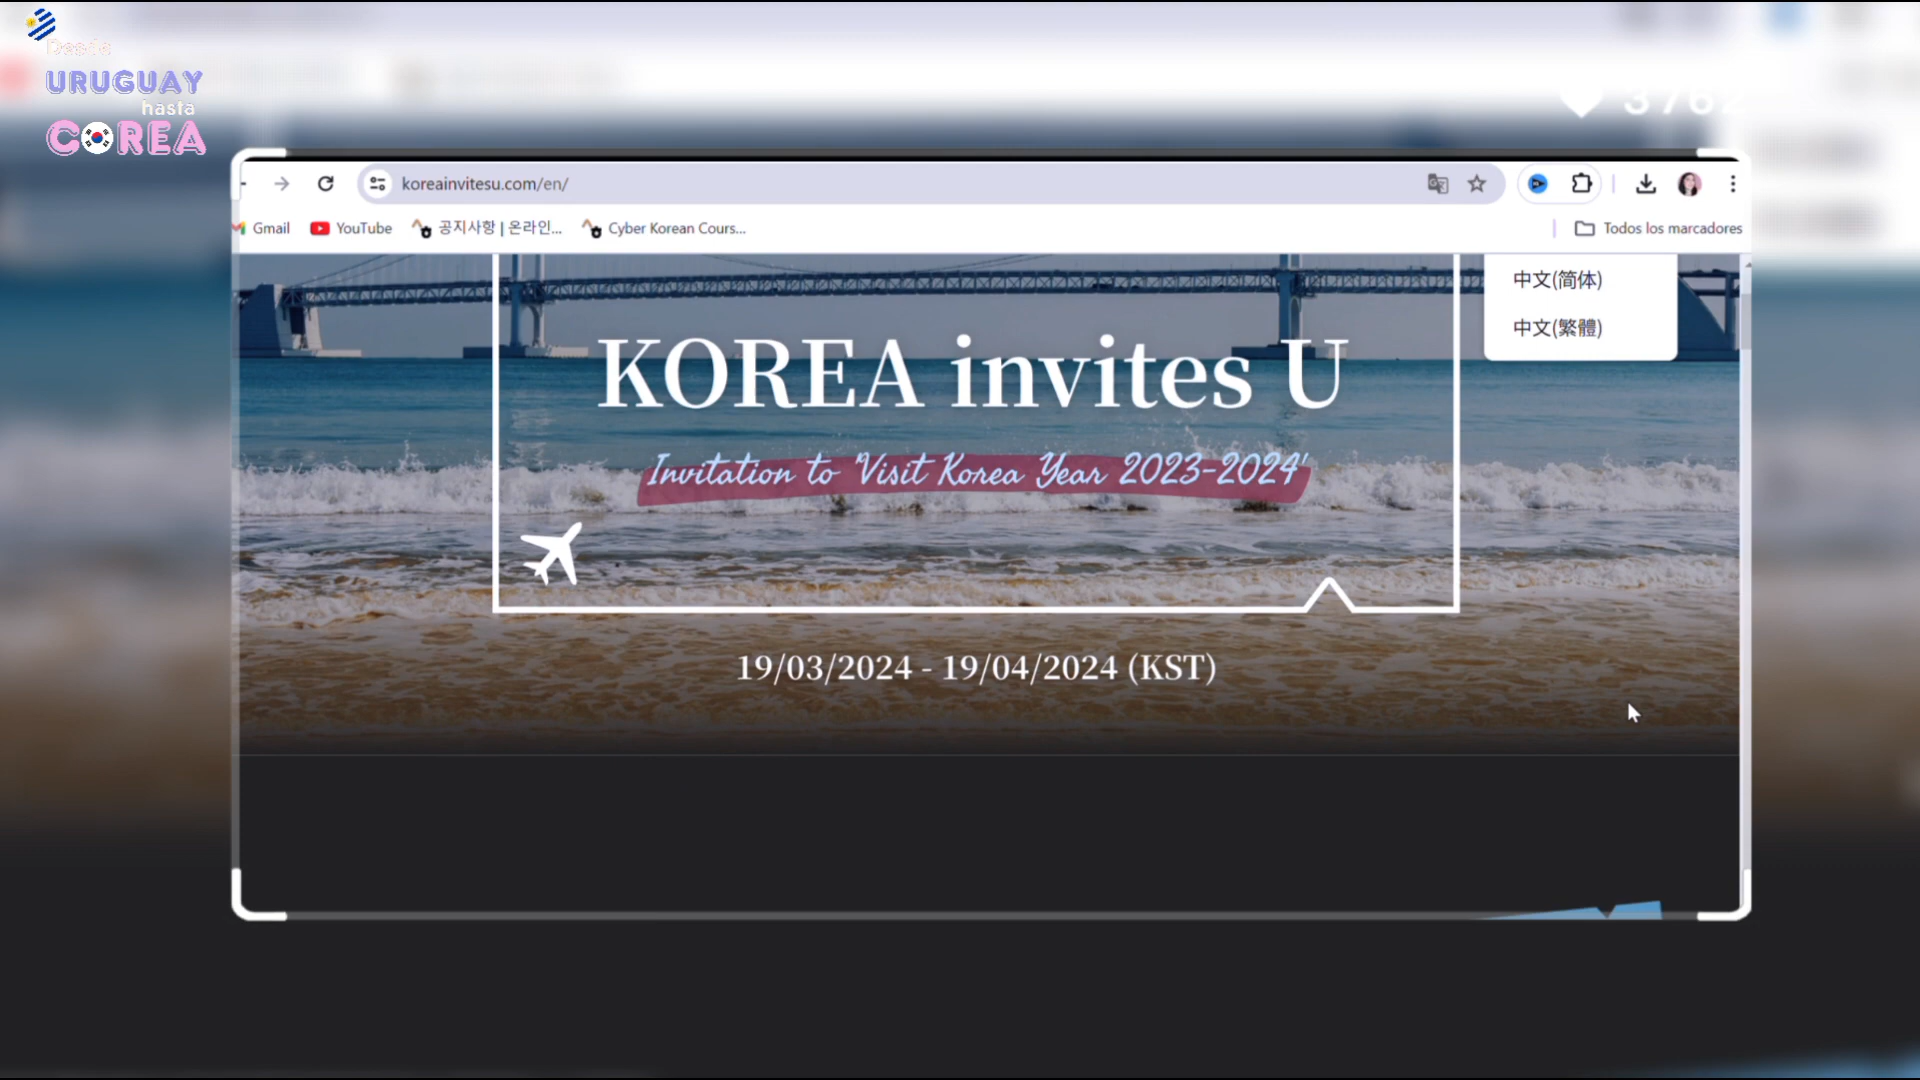 Desde
URUGUAY
hasta
COREA
koreainvitesu.com/en/
Gmail
YouTube
공지사항 | 온라인...
Cyber Korean Cours...
Todos los marcadores
中文(简体)
中文(繁體)
KOREA invites U
Invitation to 'Visit Korea Year 2023-2024'
19/03/2024 - 19/04/2024 (KST)